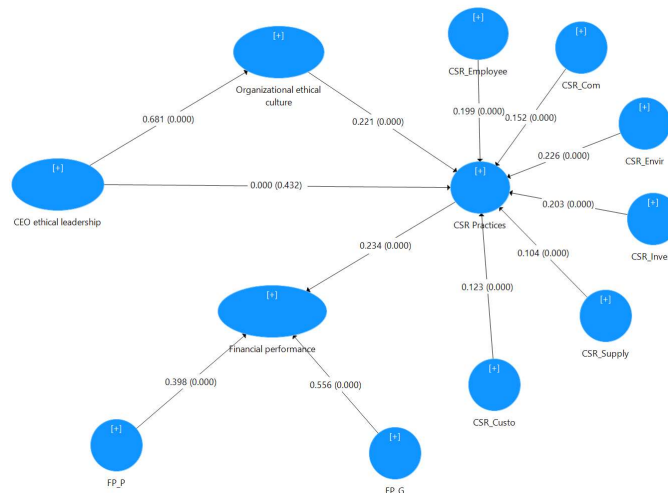 [+]
Organizational ethical
culture
[+]
CSR_Employee
[+]
CSR_Com
[+]
CSR_Envir
0.681 (0.000)
0.221 (0.000)
0.199 (0.000)
0.152 (0.000)
0.226 (0.000)
[+]
CEO ethical leadership
0.000 (0.432)
[+]
CSR Practices
0.203 (0.000)
[+]
CSR_Inve
0.234 (0.000)
0.104 (0.000)
0.123 (0.000)
[+]
Financial performance
[+]
CSR_Supply
[+]
CSR_Custo
0.398 (0.000)
0.556 (0.000)
[+]
FP_P
[+]
FP_G